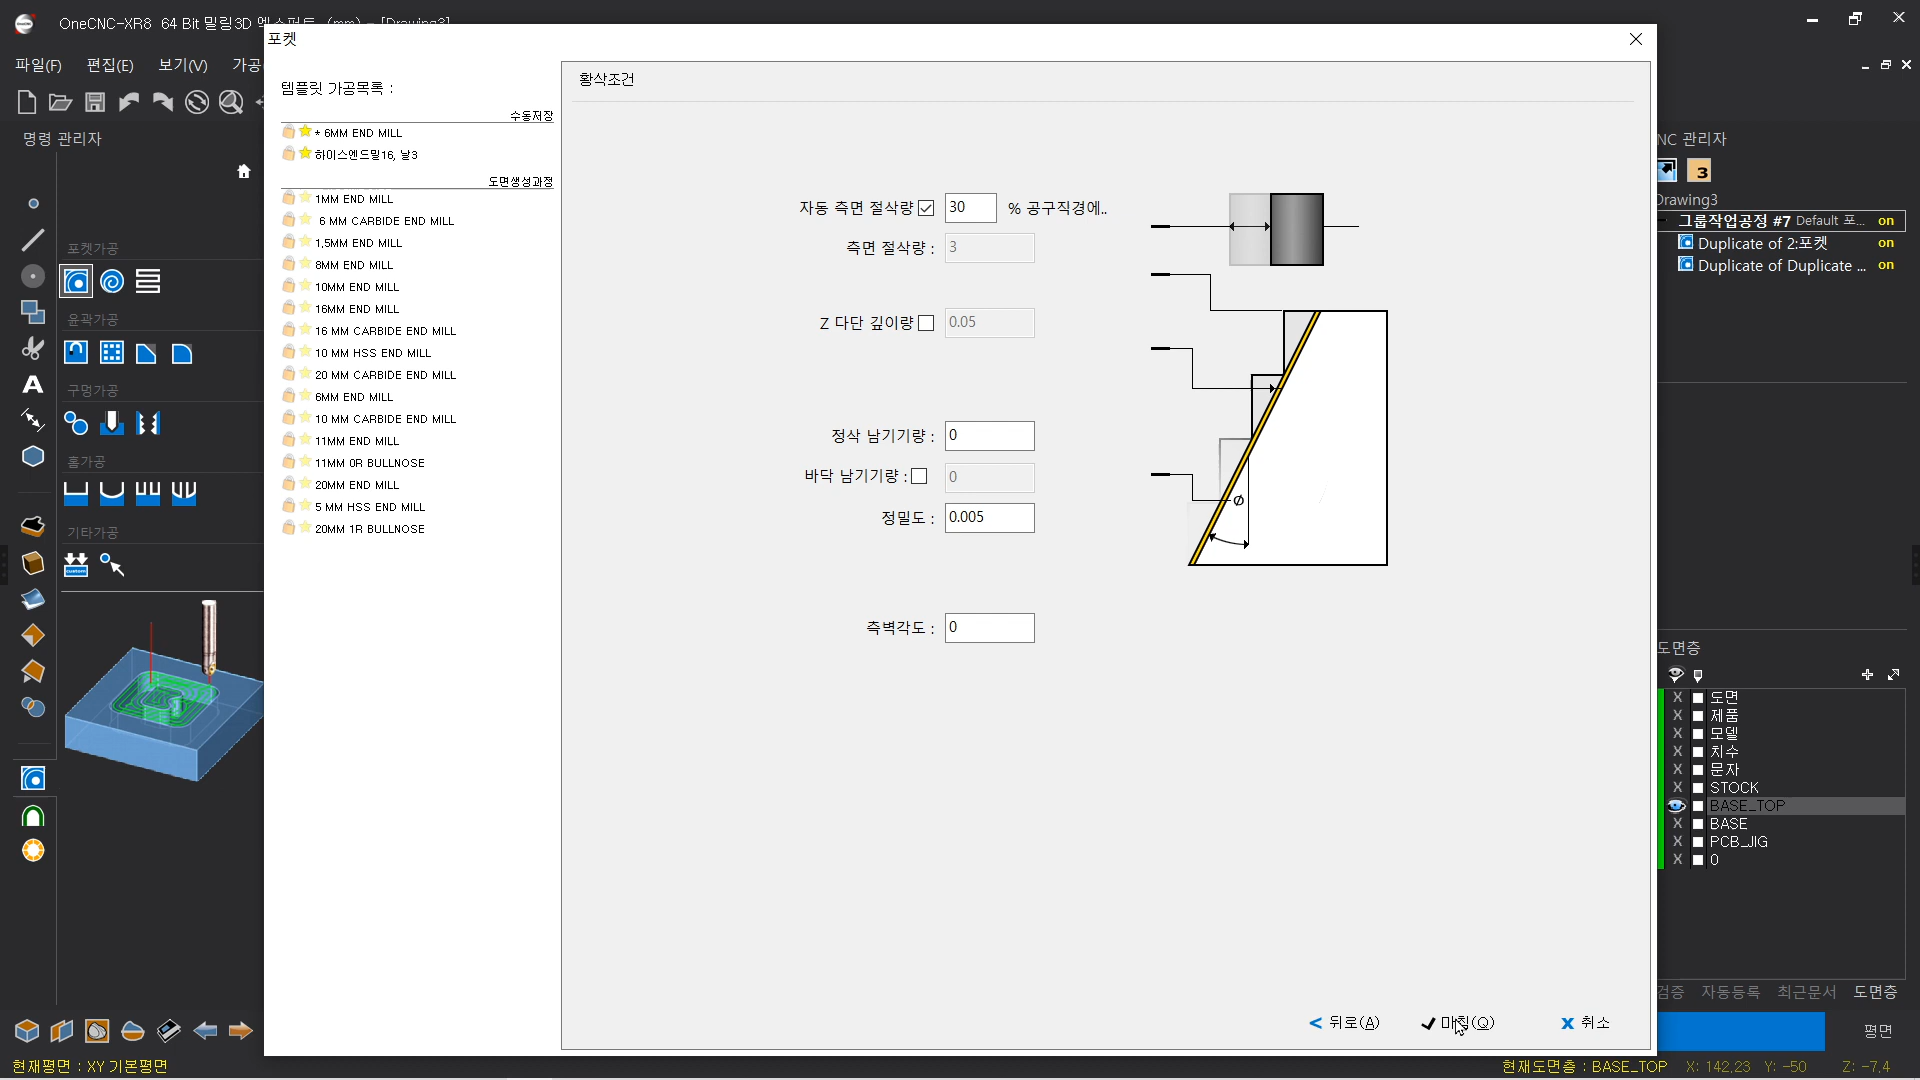 OneCNC-XR8 64 Bit 밀링3D 엑스퍼트 (mm) - [Drawing3]
포켓
파일(F) 편집(E) 보기(V) 가공
명령 관리자
포켓가공
윤곽가공
구멍가공
홈가공
기타가공
custom
템플릿 가공목록 :
수동저장
* 6MM END MILL
하이스엔드밀16, 날3
도면생성과정
1MM END MILL
6 MM CARBIDE END MILL
1.5MM END MILL
8MM END MILL
10MM END MILL
16MM END MILL
16 MM CARBIDE END MILL
10 MM HSS END MILL
20 MM CARBIDE END MILL
6MM END MILL
10 MM CARBIDE END MILL
11MM END MILL
11MM 0R BULLNOSE
20MM END MILL
5 MM HSS END MILL
20MM 1R BULLNOSE
황삭조건
자동 측면 절삭량 30 % 공구직경에..
측면 절삭량 : 3
Z 다단 깊이량 0.05
정삭 남기기량 : 0
바닥 남기기량 : 0
정밀도 : 0.005
측벽각도 : 0
Ø
< 뒤로(A) 마침(Q) X 취소
NC 관리자
3
Drawing3
그룹작업공정 #7 Default 포... on
Duplicate of 2:포켓 on
Duplicate of Duplicate ... on
도면층
X 도면
X 제품
X 모델
X 치수
X 문자
X STOCK
BASE_TOP
X BASE
X PCB_JIG
X 0
검증 자동등록 최근문서 도면층
평면
현재평면 : XY 기본평면
현재도면층 : BASE_TOP X: 142.23 Y: -50 Z: -7.4